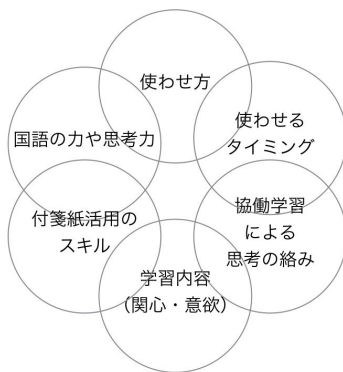 使わせ方
使わせる
タイミング
国語の力や思考力
協働学習
による
思考の絡み
付箋紙活用の
スキル
学習内容
（関心・意欲）